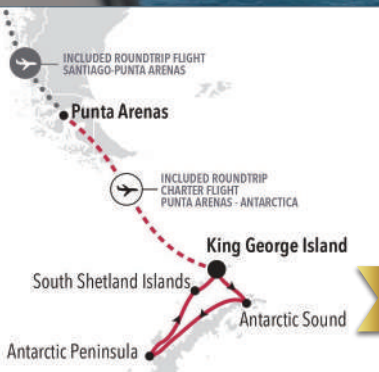 INCLUDED ROUNDTRIP FLIGHT
SANTIAGO-PUNTA ARENAS
Punta Arenas
INCLUDED ROUNDTRIP
CHARTER FLIGHT
PUNTA ARENAS - ANTARCTICA
King George Island
South Shetland Islands
Antarctic Sound
Antarctic Peninsula